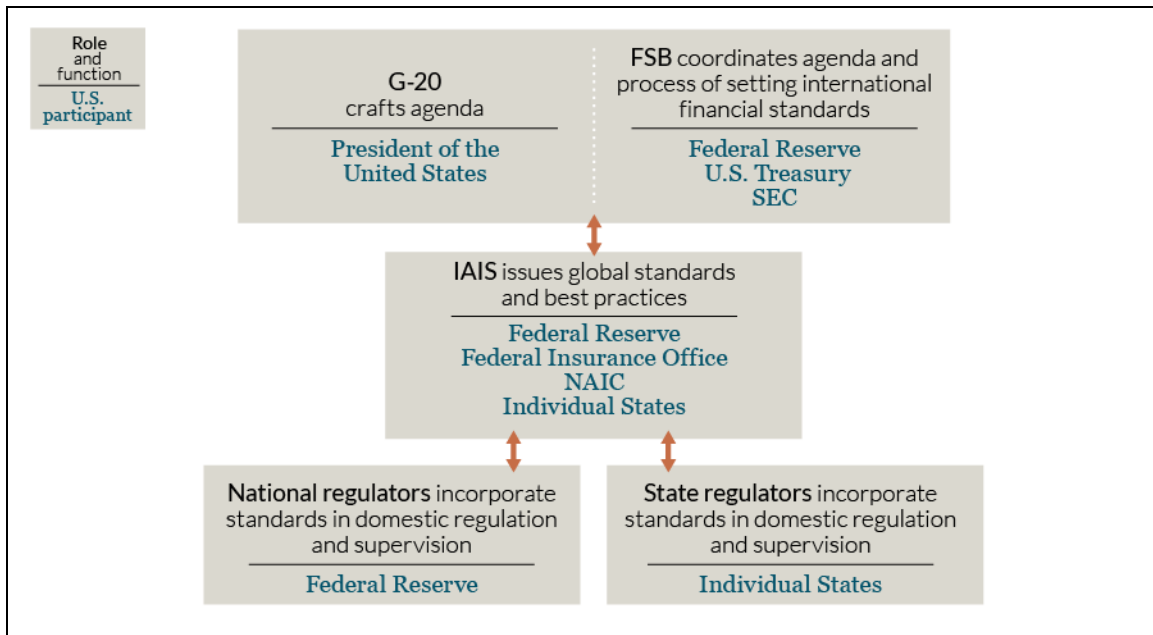 Role
and
function
U.S.
participant
G-20
crafts agenda
President of the
United States
FSB coordinates agenda and
process of setting international
financial standards
Federal Reserve
U.S. Treasury
SEC
IAIS issues global standards
and best practices
Federal Reserve
Federal Insurance Office
NAIC
Individual States
National regulators incorporate
standards in domestic regulation
and supervision
Federal Reserve
State regulators incorporate
standards in domestic regulation
and supervision
Individual States